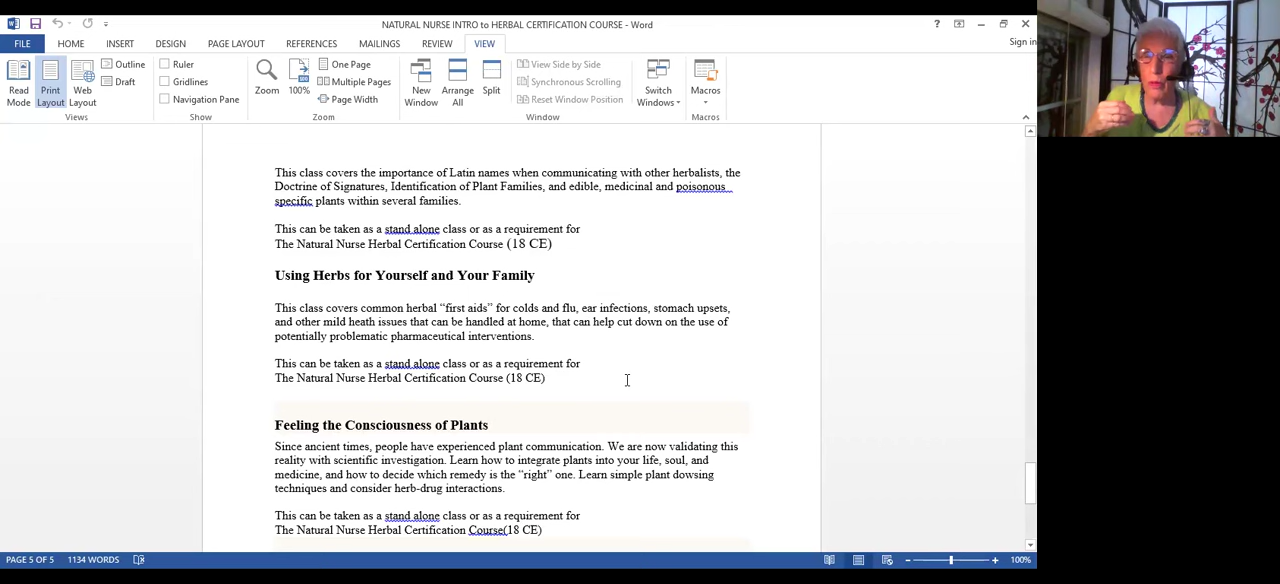 NATURAL NURSE INTRO to HERBAL CERTIFICATION COURSE - Word
Sign in
FILE HOME INSERT DESIGN PAGE LAYOUT REFERENCES MAILINGS REVIEW VIEW
Read Mode
Print Layout
Web Layout
Outline
Draft
Views
Ruler
Gridlines
Navigation Pane
Show
Zoom
100%
One Page
Multiple Pages
Page Width
Zoom
New Window
Arrange All
Split
View Side by Side
Synchronous Scrolling
Reset Window Position
Window
Switch Windows
Macros
Macros
This class covers the importance of Latin names when communicating with other herbalists, the
Doctrine of Signatures, Identification of Plant Families, and edible, medicinal and poisonous
specific plants within several families.
This can be taken as a stand alone class or as a requirement for
The Natural Nurse Herbal Certification Course (18 CE)
Using Herbs for Yourself and Your Family
This class covers common herbal “first aids” for colds and flu, ear infections, stomach upsets,
and other mild heath issues that can be handled at home, that can help cut down on the use of
potentially problematic pharmaceutical interventions.
This can be taken as a stand alone class or as a requirement for
The Natural Nurse Herbal Certification Course (18 CE)
Feeling the Consciousness of Plants
Since ancient times, people have experienced plant communication. We are now validating this
reality with scientific investigation. Learn how to integrate plants into your life, soul, and
medicine, and how to decide which remedy is the “right” one. Learn simple plant dowsing
techniques and consider herb-drug interactions.
This can be taken as a stand alone class or as a requirement for
The Natural Nurse Herbal Certification Course(18 CE)
PAGE 5 OF 5 1134 WORDS
100%